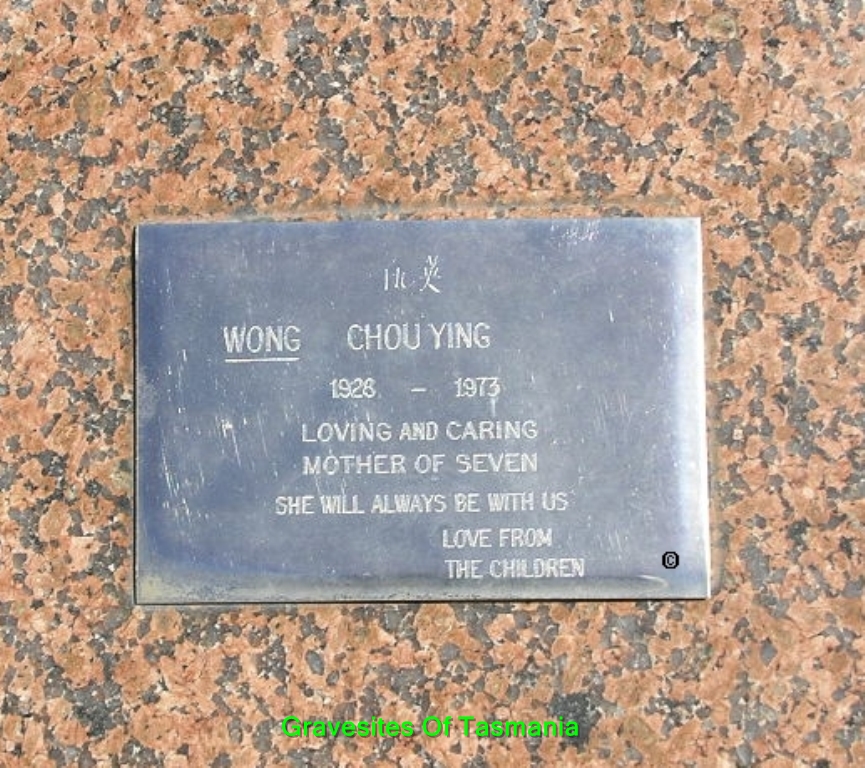 英
WONG CHOU YING
1928 - 1973
LOVING AND CARING
MOTHER OF SEVEN
SHE WILL ALWAYS BE WITH US
LOVE FROM
THE CHILDREN
©
Gravesites Of Tasmania